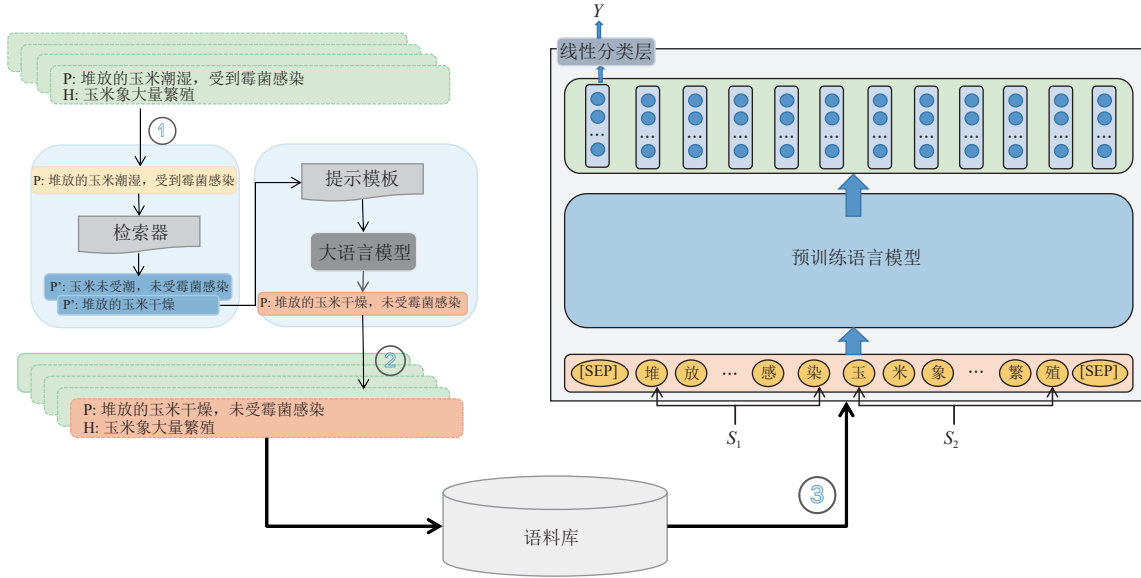 P: 堆放的玉米潮湿，受到霉菌感染
H: 玉米象大量繁殖
①
P: 堆放的玉米潮湿，受到霉菌感染
检索器
P’: 玉米未受潮，未受霉菌感染
P’: 堆放的玉米干燥
提示模板
大语言模型
P: 堆放的玉米干燥，未受霉菌感染
②
P: 堆放的玉米干燥，未受霉菌感染
H: 玉米象大量繁殖
语料库
③
Y
线性分类层
... ... ... ... ... ... ... ... ... ... ... ...
预训练语言模型
[SEP] 堆 放 ... 感 染 玉 米 象 ... 繁 殖 [SEP]
S1 S2